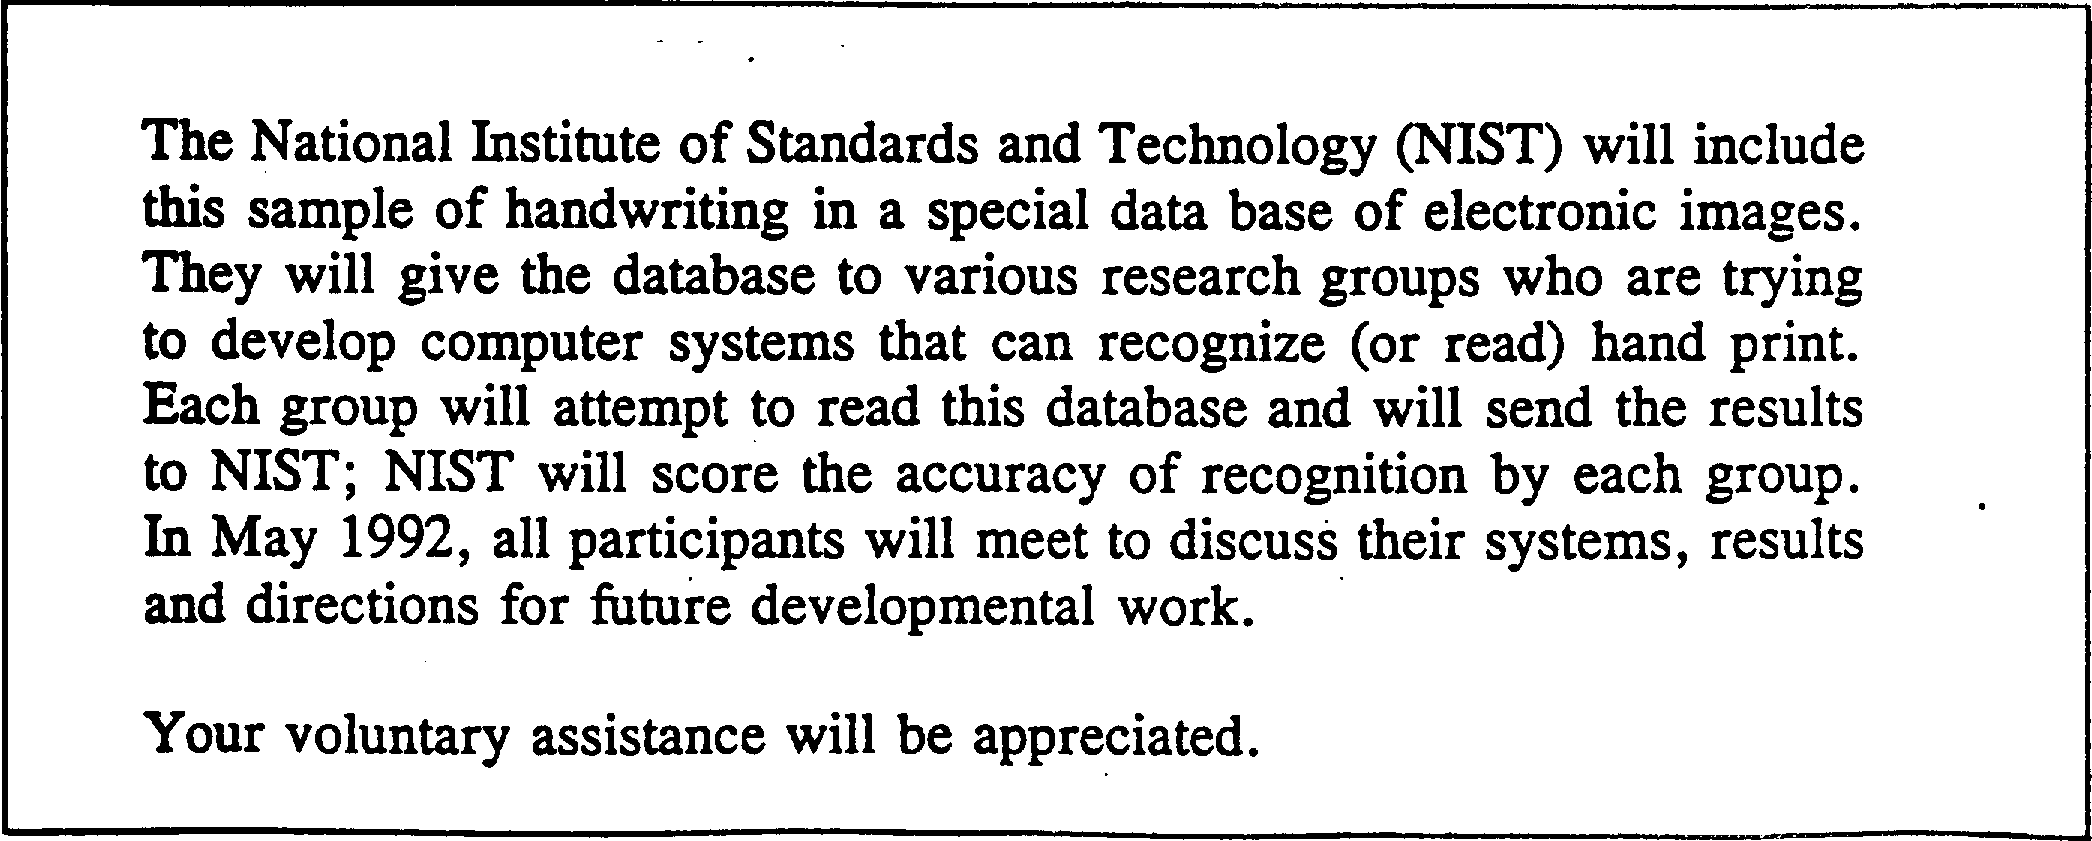 The National Institute of Standards and Technology (NIST) will include
this sample of handwriting in a special data base of electronic images.
They will give the database to various research groups who are trying
to develop computer systems that can recognize (or read) hand print.
Each group will attempt to read this database and will send the results
to NIST; NIST will score the accuracy of recognition by each group.
In May 1992, all participants will meet to discuss their systems, results
and directions for future developmental work.
Your voluntary assistance will be appreciated.